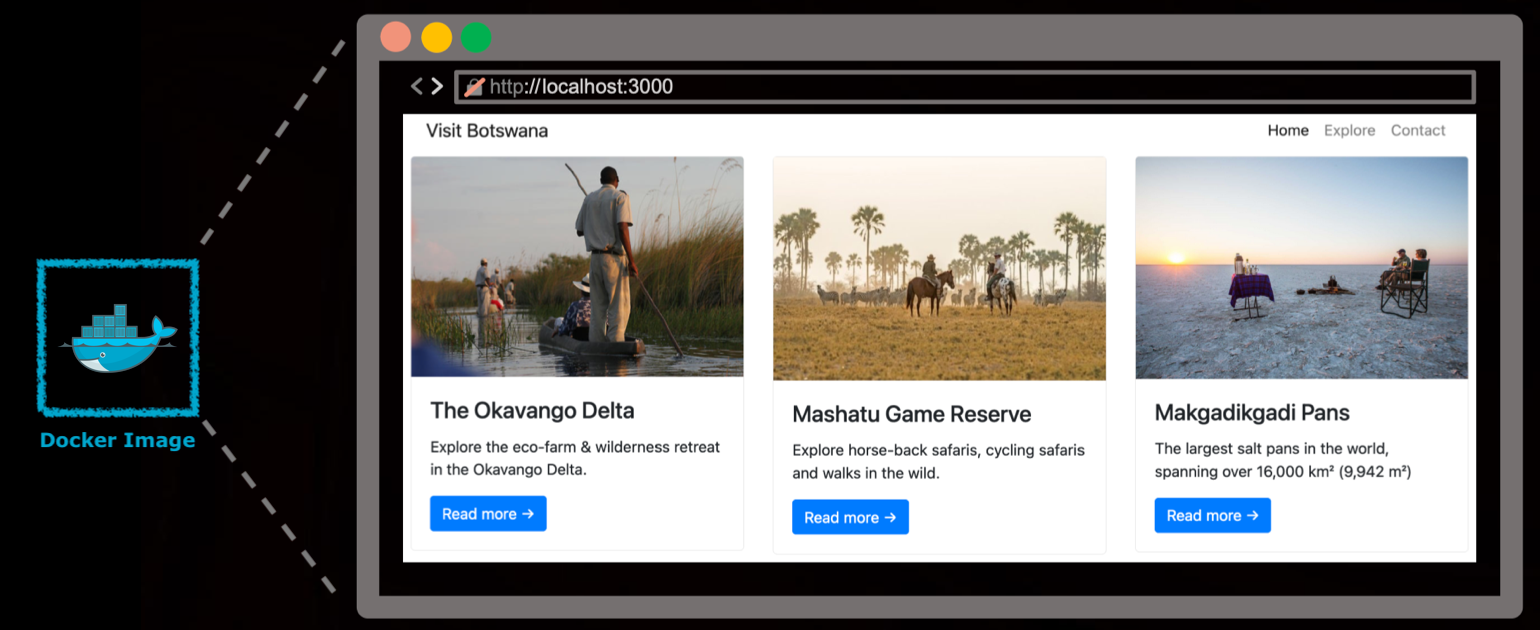 http://localhost:3000
Visit Botswana
Home Explore Contact
The Okavango Delta
Explore the eco-farm & wilderness retreat
in the Okavango Delta.
Read more →
Mashatu Game Reserve
Explore horse-back safaris, cycling safaris
and walks in the wild.
Read more →
Makgadikgadi Pans
The largest salt pans in the world,
spanning over 16,000 km² (9,942 m²)
Read more →
Docker Image